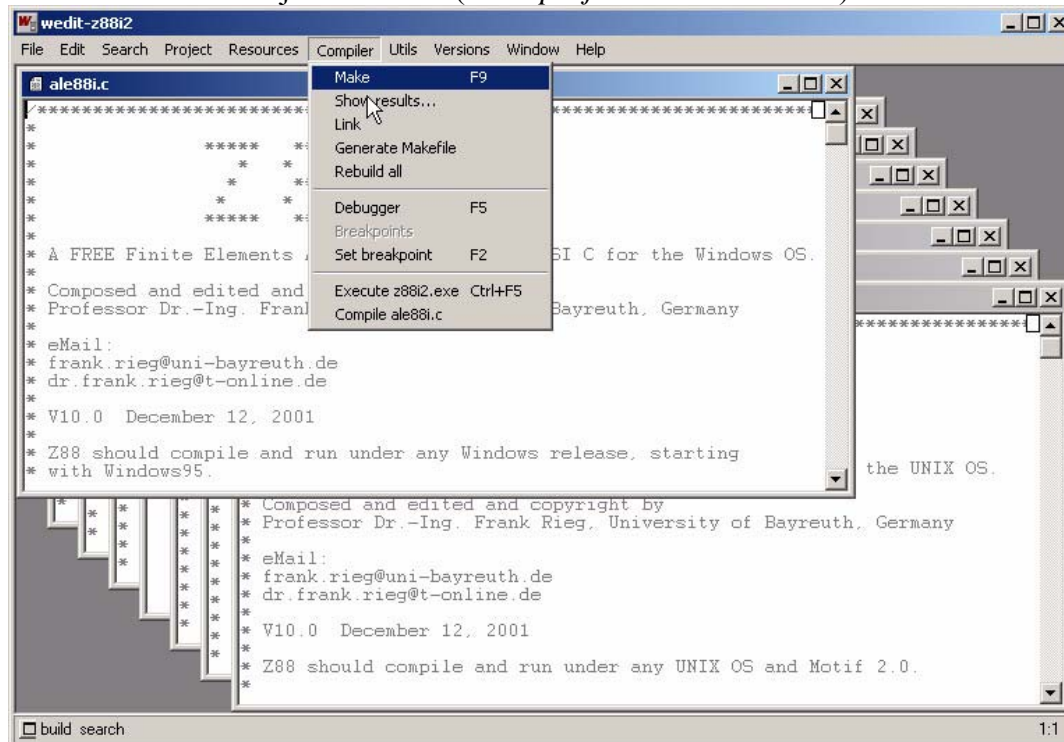 wedit-z88i2
File Edit Search Project Resources Compiler Utils Versions Window Help
ale88i.c
Make F9
Show results...
Link
Generate Makefile
Rebuild all
Debugger F5
Breakpoints
Set breakpoint F2
Execute z88i2.exe Ctrl+F5
Compile ale88i.c
/******************************
*
* ***** **
* * *
* * **
* * *
* ***** **
*
* A FREE Finite Elements SI C for the Windows OS.
*
* Composed and edited and
* Professor Dr.-Ing. Bayreuth, Germany
*
* eMail:
* frank.rieg@uni-bayreuth.de
* dr.frank.rieg@t-online.de
*
* V10.0 December 12, 2001
*
* Z88 should compile and run under any Windows release, starting
* with Windows95.
the UNIX OS.
* Composed and edited and copyright by
* Professor Dr.-Ing. Frank Rieg, University of Bayreuth, Germany
*
* eMail:
* frank.rieg@uni-bayreuth.de
* dr.frank.rieg@t-online.de
*
* V10.0 December 12, 2001
*
* Z88 should compile and run under any UNIX OS and Motif 2.0.
*
build search 1:1